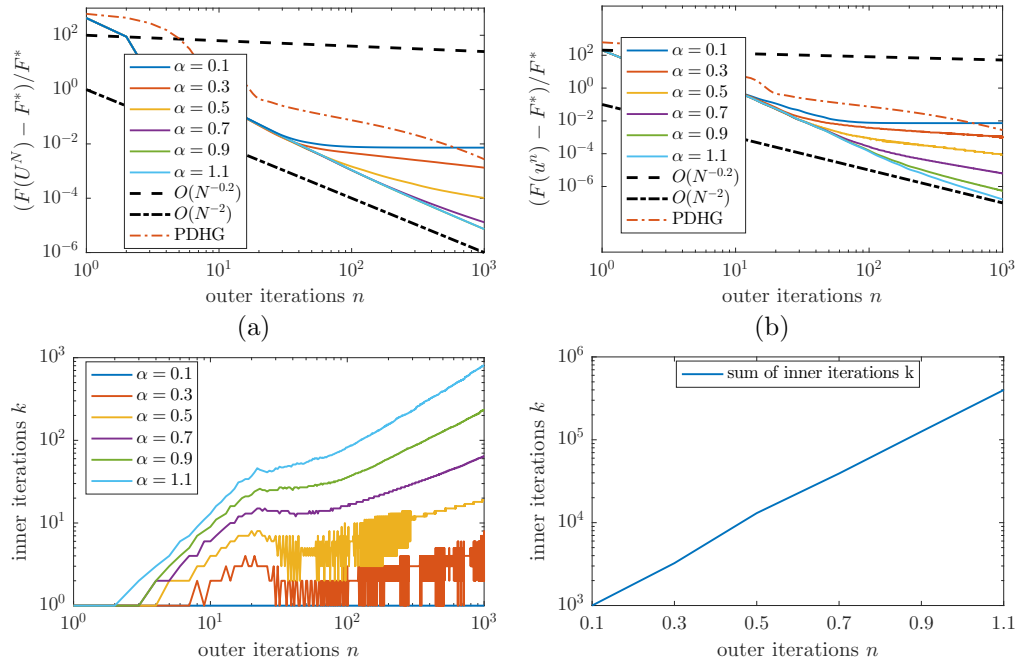 (F(U^N) − F*)/F*
10^2
10^0
10^-2
10^-4
10^-6
α = 0.1
α = 0.3
α = 0.5
α = 0.7
α = 0.9
α = 1.1
O(N^-0.2)
O(N^-2)
PDHG
10^0
10^1
10^2
10^3
outer iterations n
(a)
(F(u^n) − F*)/F*
10^2
10^0
10^-2
10^-4
10^-6
α = 0.1
α = 0.3
α = 0.5
α = 0.7
α = 0.9
α = 1.1
O(N^-0.2)
O(N^-2)
PDHG
10^0
10^1
10^2
10^3
outer iterations n
(b)
inner iterations k
10^3
10^2
10^1
10^0
α = 0.1
α = 0.3
α = 0.5
α = 0.7
α = 0.9
α = 1.1
10^0
10^1
10^2
10^3
outer iterations n
inner iterations k
10^6
10^5
10^4
10^3
sum of inner iterations k
0.1
0.3
0.5
0.7
0.9
1.1
outer iterations n